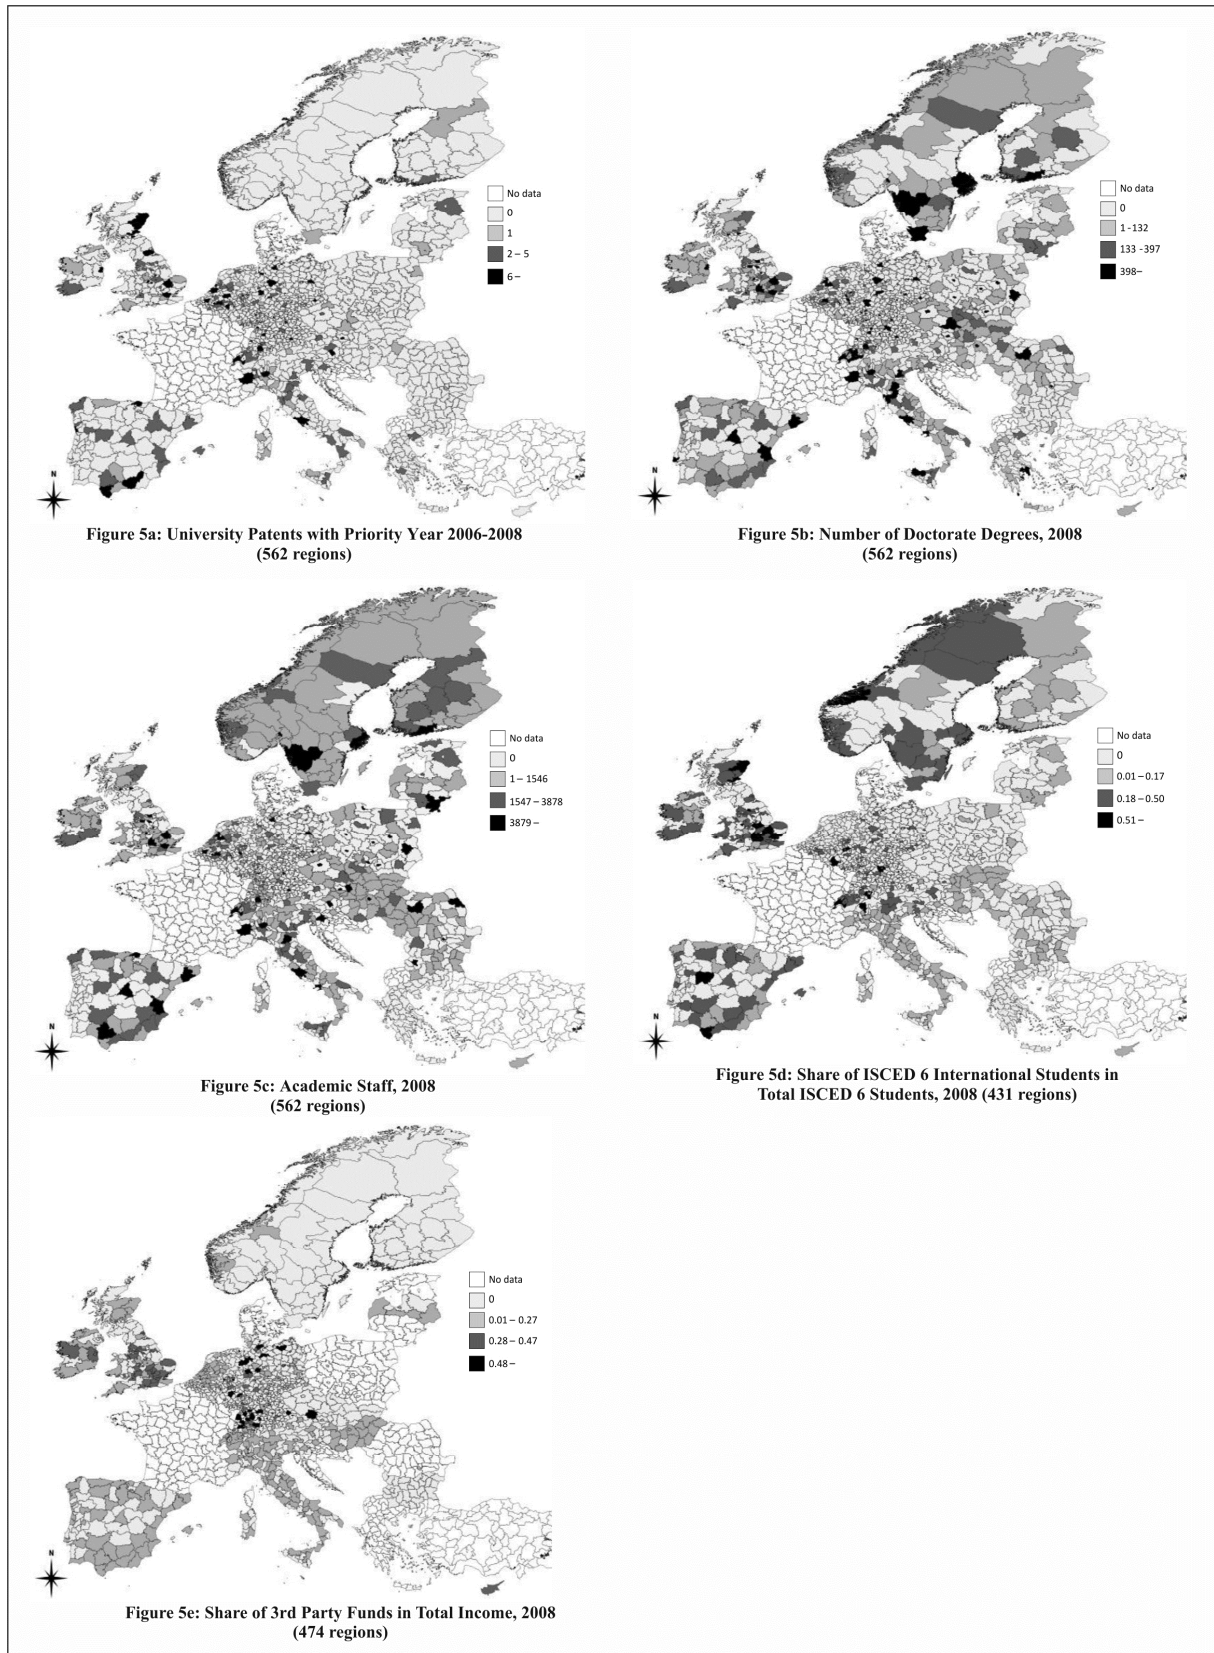 N
No data
0
1
2 – 5
6 –
Figure 5a: University Patents with Priority Year 2006-2008
(562 regions)
N
No data
0
1 -132
133 -397
398–
Figure 5b: Number of Doctorate Degrees, 2008
(562 regions)
N
No data
0
1 – 1546
1547 – 3878
3879 –
Figure 5c: Academic Staff, 2008
(562 regions)
N
No data
0
0.01 – 0.17
0.18 – 0.50
0.51 –
Figure 5d: Share of ISCED 6 International Students in
Total ISCED 6 Students, 2008 (431 regions)
N
No data
0
0.01 – 0.27
0.28 – 0.47
0.48 –
Figure 5e: Share of 3rd Party Funds in Total Income, 2008
(474 regions)